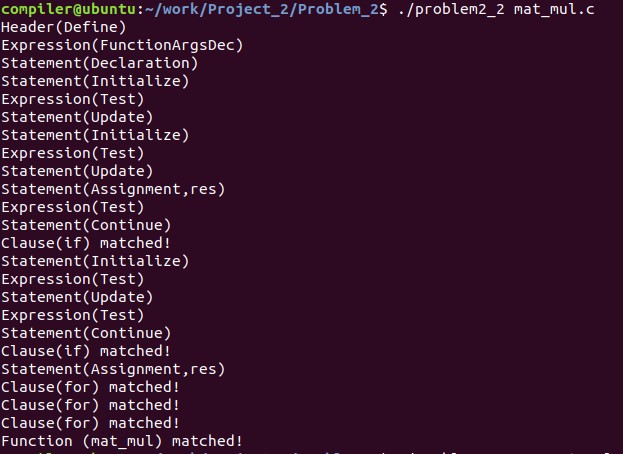 compiler@ubuntu:~/work/Project_2/Problem_2$ ./problem2_2 mat_mul.c
Header(Define)
Expression(FunctionArgsDec)
Statement(Declaration)
Statement(Initialize)
Expression(Test)
Statement(Update)
Statement(Initialize)
Expression(Test)
Statement(Update)
Statement(Assignment,res)
Expression(Test)
Statement(Continue)
Clause(if) matched!
Statement(Initialize)
Expression(Test)
Statement(Update)
Expression(Test)
Statement(Continue)
Clause(if) matched!
Statement(Assignment,res)
Clause(for) matched!
Clause(for) matched!
Clause(for) matched!
Function (mat_mul) matched!